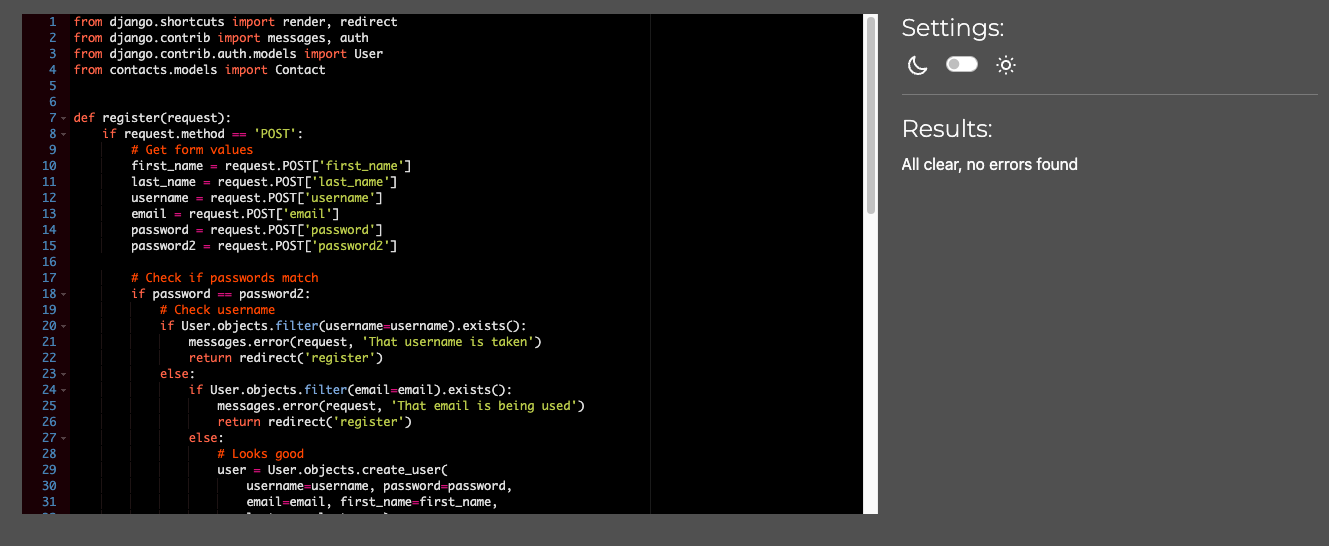 1 from django.shortcuts import render, redirect
2 from django.contrib import messages, auth
3 from django.contrib.auth.models import User
4 from contacts.models import Contact
5
6
7 def register(request):
8     if request.method == 'POST':
9         # Get form values
10         first_name = request.POST['first_name']
11         last_name = request.POST['last_name']
12         username = request.POST['username']
13         email = request.POST['email']
14         password = request.POST['password']
15         password2 = request.POST['password2']
16
17         # Check if passwords match
18         if password == password2:
19             # Check username
20             if User.objects.filter(username=username).exists():
21                 messages.error(request, 'That username is taken')
22                 return redirect('register')
23             else:
24                 if User.objects.filter(email=email).exists():
25                     messages.error(request, 'That email is being used')
26                     return redirect('register')
27                 else:
28                     # Looks good
29                     user = User.objects.create_user(
30                         username=username, password=password,
31                         email=email, first_name=first_name,
Settings:
Results:
All clear, no errors found